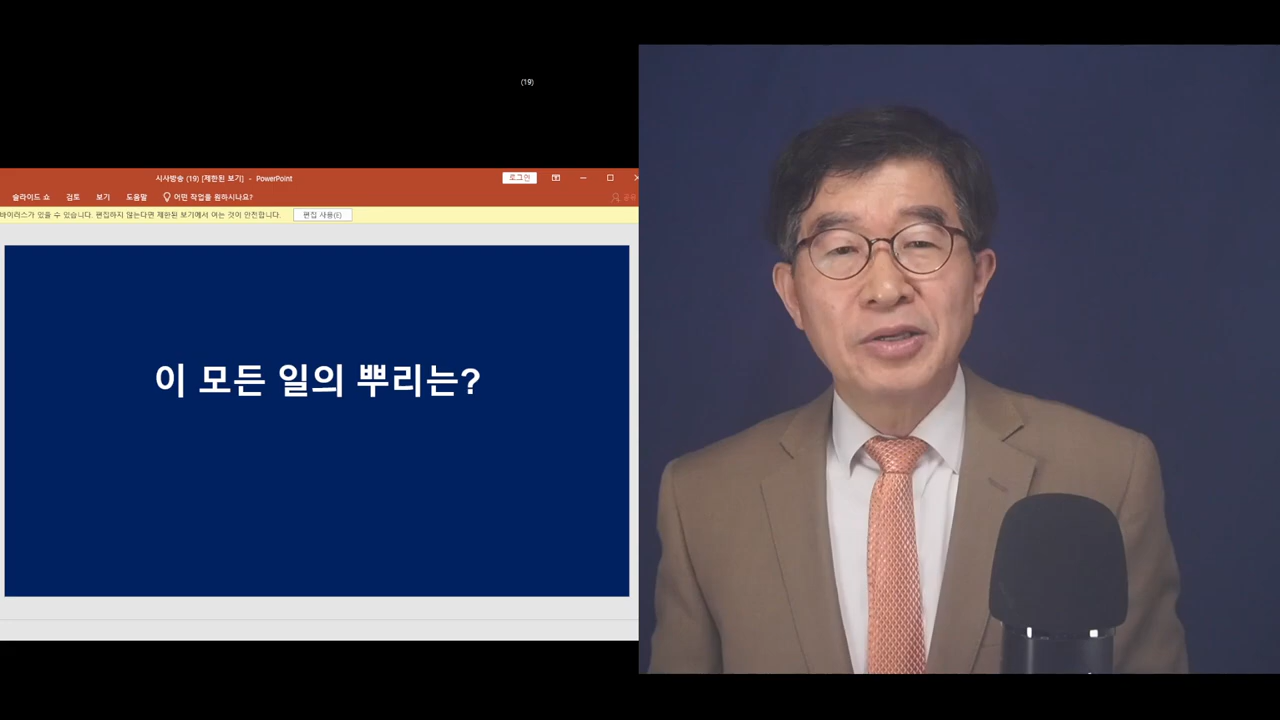 (19)
시사방송 (19) [제한된 보기] - PowerPoint
로그인
슬라이드 쇼 검토 보기 도움말 어떤 작업을 원하시나요? 공유
바이러스가 있을 수 있습니다. 편집하지 않는다면 제한된 보기에서 여는 것이 안전합니다. 편집 사용(E)
이 모든 일의 뿌리는?